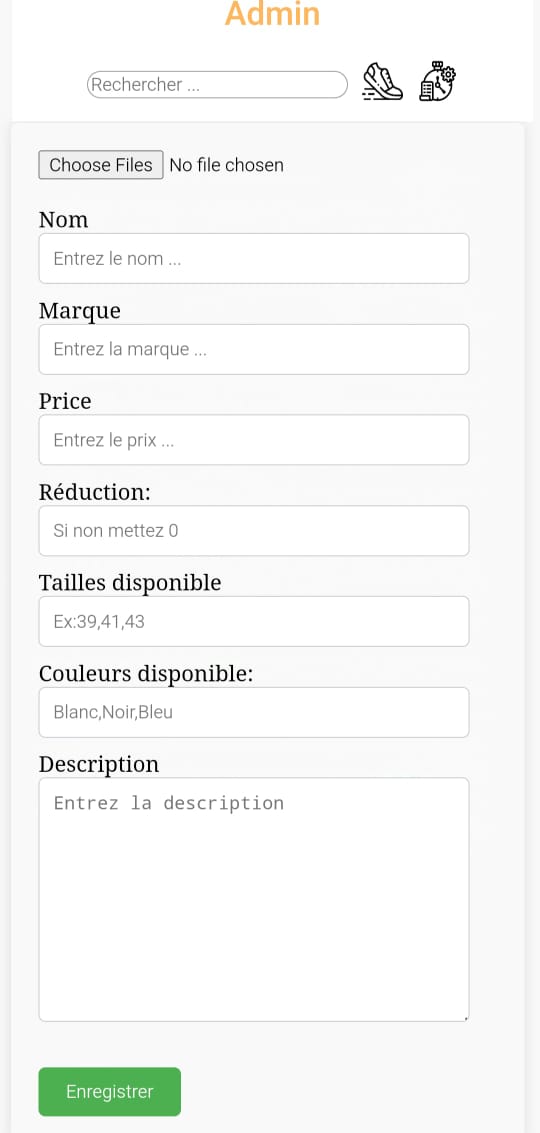 Admin
Rechercher ...
Choose Files No file chosen
Nom
Entrez le nom ...
Marque
Entrez la marque ...
Price
Entrez le prix ...
Réduction:
Si non mettez 0
Tailles disponible
Ex:39,41,43
Couleurs disponible:
Blanc,Noir,Bleu
Description
Entrez la description
Enregistrer